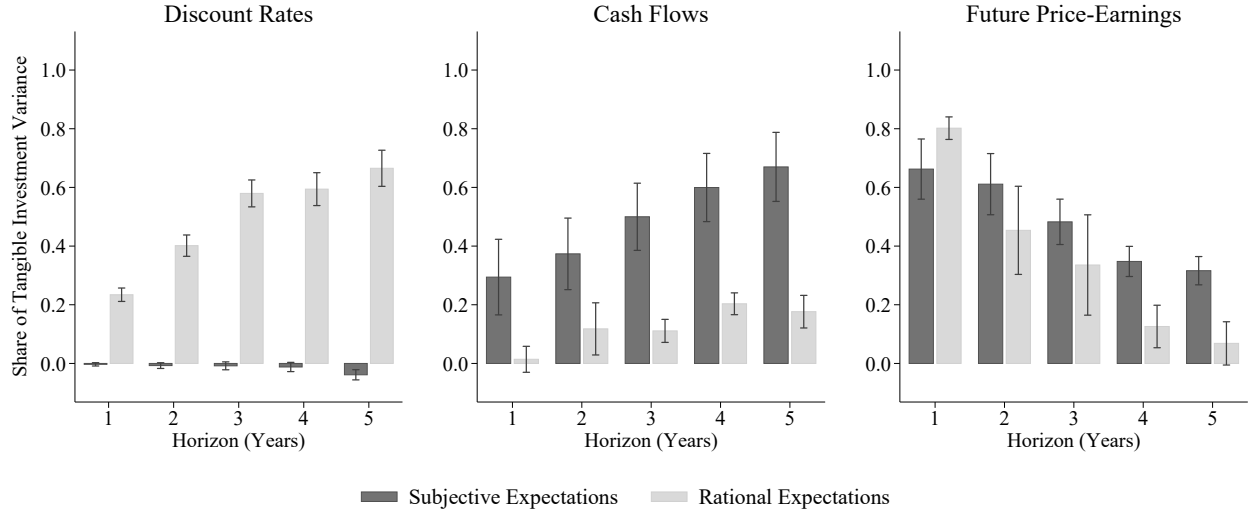 Discount Rates
Cash Flows
Future Price-Earnings
Share of Tangible Investment Variance
1.0
0.8
0.6
0.4
0.2
0.0
1 2 3 4 5
Horizon (Years)
1.0
0.8
0.6
0.4
0.2
0.0
1 2 3 4 5
Horizon (Years)
1.0
0.8
0.6
0.4
0.2
0.0
1 2 3 4 5
Horizon (Years)
Subjective Expectations
Rational Expectations